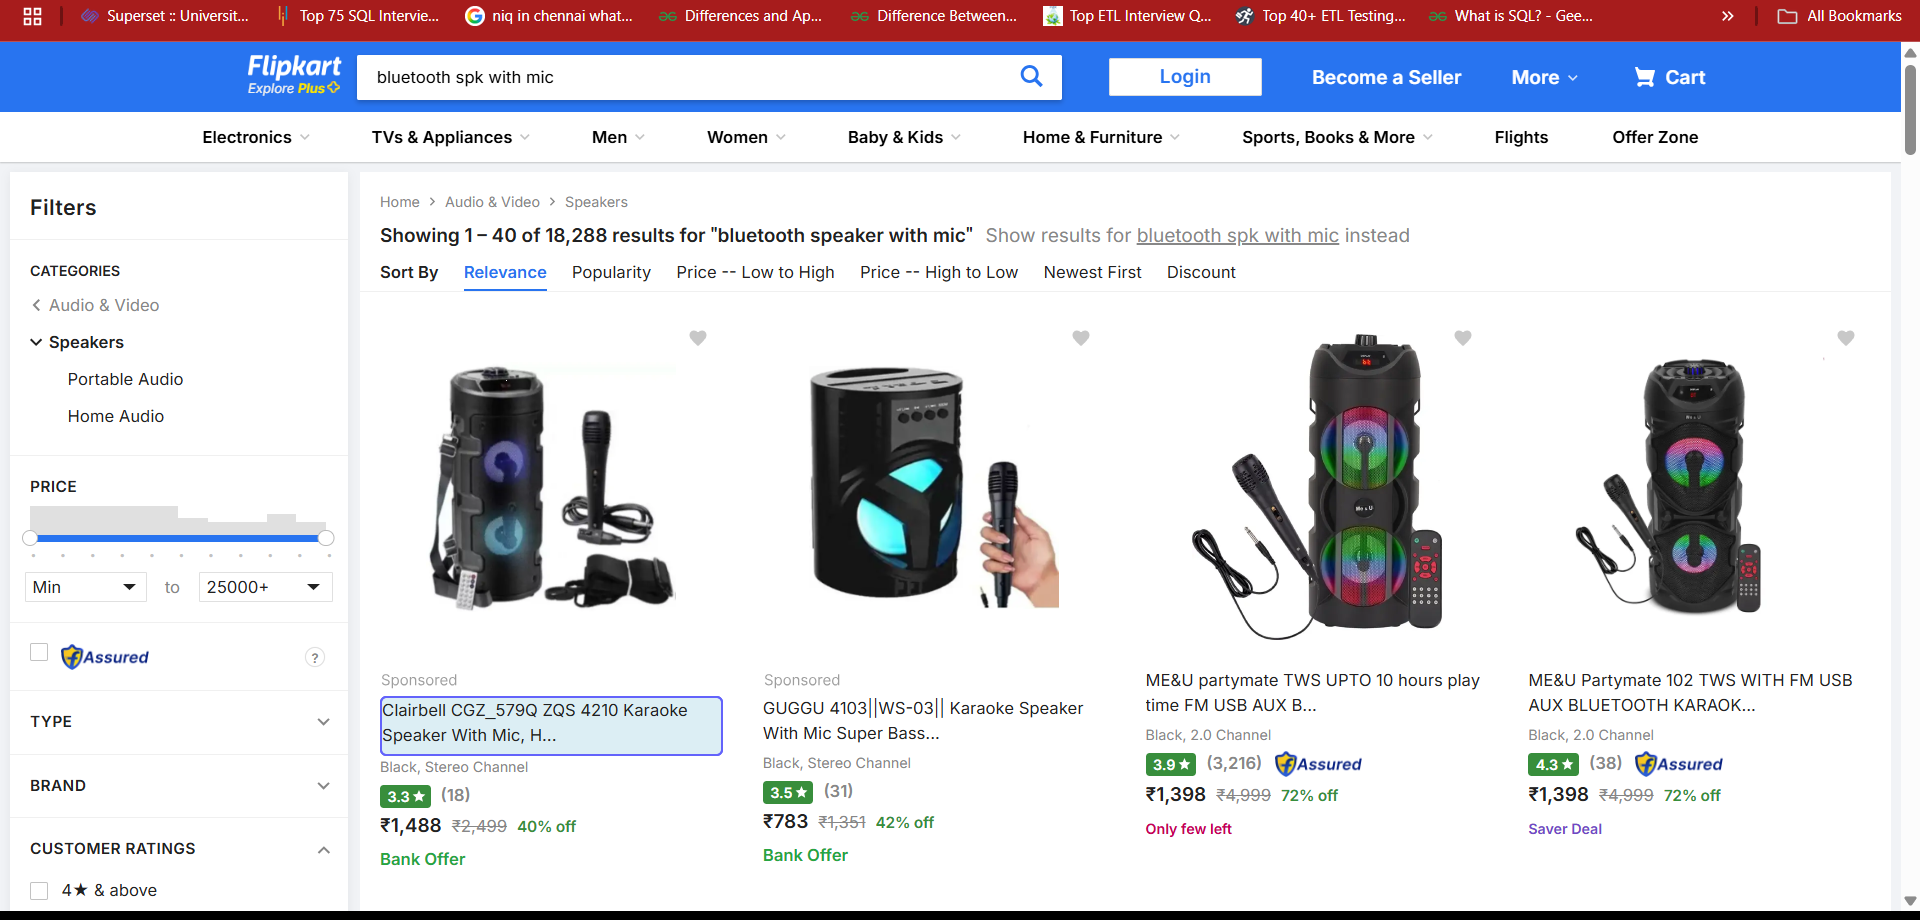 Superset :: Universit...
Top 75 SQL Intervie...
niq in chennai what...
Differences and Ap...
Difference Between...
Top ETL Interview Q...
Top 40+ ETL Testing...
What is SQL? - Gee...
All Bookmarks
Flipkart
Explore Plus
bluetooth spk with mic
Login
Become a Seller
More
Cart
Electronics
TVs & Appliances
Men
Women
Baby & Kids
Home & Furniture
Sports, Books & More
Flights
Offer Zone
Filters
CATEGORIES
Audio & Video
Speakers
Portable Audio
Home Audio
PRICE
Min
to
25000+
Assured
?
TYPE
BRAND
CUSTOMER RATINGS
4★ & above
Home > Audio & Video > Speakers
Showing 1 – 40 of 18,288 results for "bluetooth speaker with mic" Show results for bluetooth spk with mic instead
Sort By Relevance Popularity Price -- Low to High Price -- High to Low Newest First Discount
Sponsored
Clairbell CGZ_579Q ZQS 4210 Karaoke
Speaker With Mic, H...
Black, Stereo Channel
3.3★ (18)
₹1,488 ₹2,499 40% off
Bank Offer
Sponsored
GUGGU 4103||WS-03|| Karaoke Speaker
With Mic Super Bass...
Black, Stereo Channel
3.5★ (31)
₹783 ₹1,351 42% off
Bank Offer
Me & U
ME&U partymate TWS UPTO 10 hours play
time FM USB AUX B...
Black, 2.0 Channel
3.9★ (3,216) Assured
₹1,398 ₹4,999 72% off
Only few left
Me & U
ME&U Partymate 102 TWS WITH FM USB
AUX BLUETOOTH KARAOK...
Black, 2.0 Channel
4.3★ (38) Assured
₹1,398 ₹4,999 72% off
Saver Deal